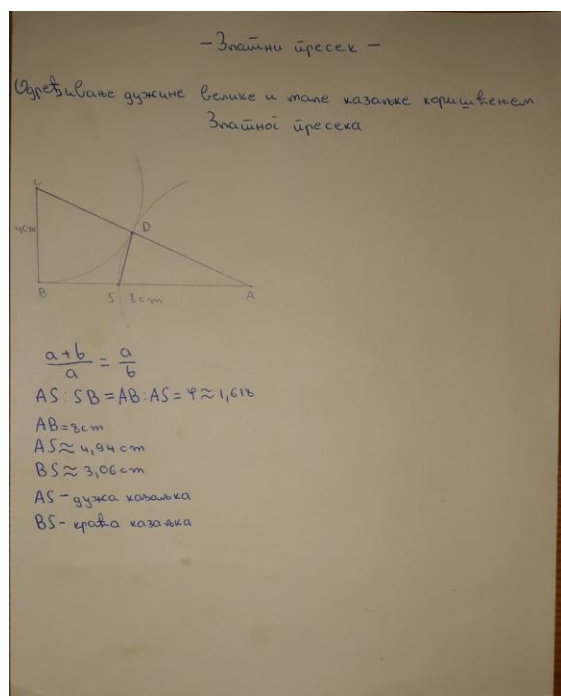 - Златни пресек -
Одређивање дужине велике и мале казаљке коришћењем
Златног пресека
C
D
4cm
B
S
8cm
A
a+b/a = a/b
AS : SB = AB : AS = φ ≈ 1,618
AB = 8cm
AS ≈ 4,94 cm
BS ≈ 3,06 cm
AS - дужа казаљка
BS - краћа казаљка